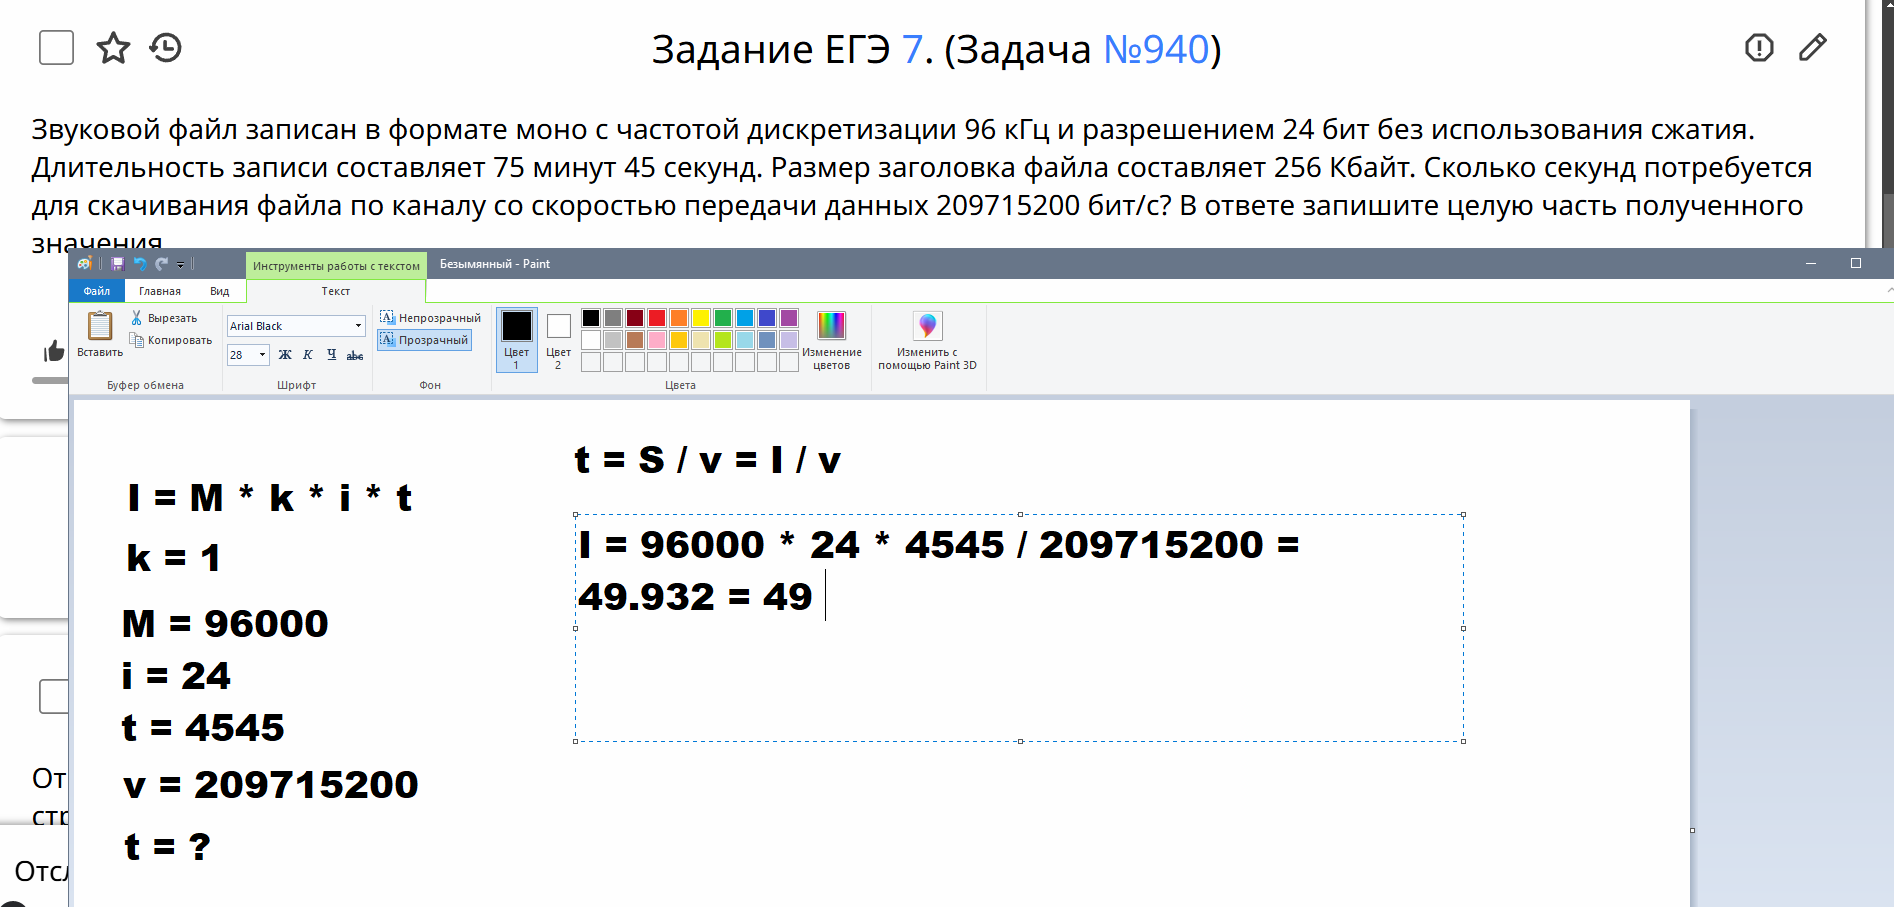 Задание ЕГЭ 7. (Задача №940)
Звуковой файл записан в формате моно с частотой дискретизации 96 кГц и разрешением 24 бит без использования сжатия.
Длительность записи составляет 75 минут 45 секунд. Размер заголовка файла составляет 256 Кбайт. Сколько секунд потребуется
для скачивания файла по каналу со скоростью передачи данных 209715200 бит/с? В ответе запишите целую часть полученного
значения
Инструменты работы с текстом
Безымянный - Paint
Файл
Главная
Вид
Текст
Вставить
Вырезать
Копировать
Буфер обмена
Arial Black
28
Ж К Ч abc
Шрифт
Непрозрачный
Прозрачный
Фон
Цвет
1
Цвет
2
Изменение
цветов
Цвета
Изменить с
помощью Paint 3D
I = M * k * i * t
k = 1
M = 96000
i = 24
t = 4545
v = 209715200
t = ?
t = S / v = I / v
I = 96000 * 24 * 4545 / 209715200 =
49.932 = 49
От
стр
Отсл